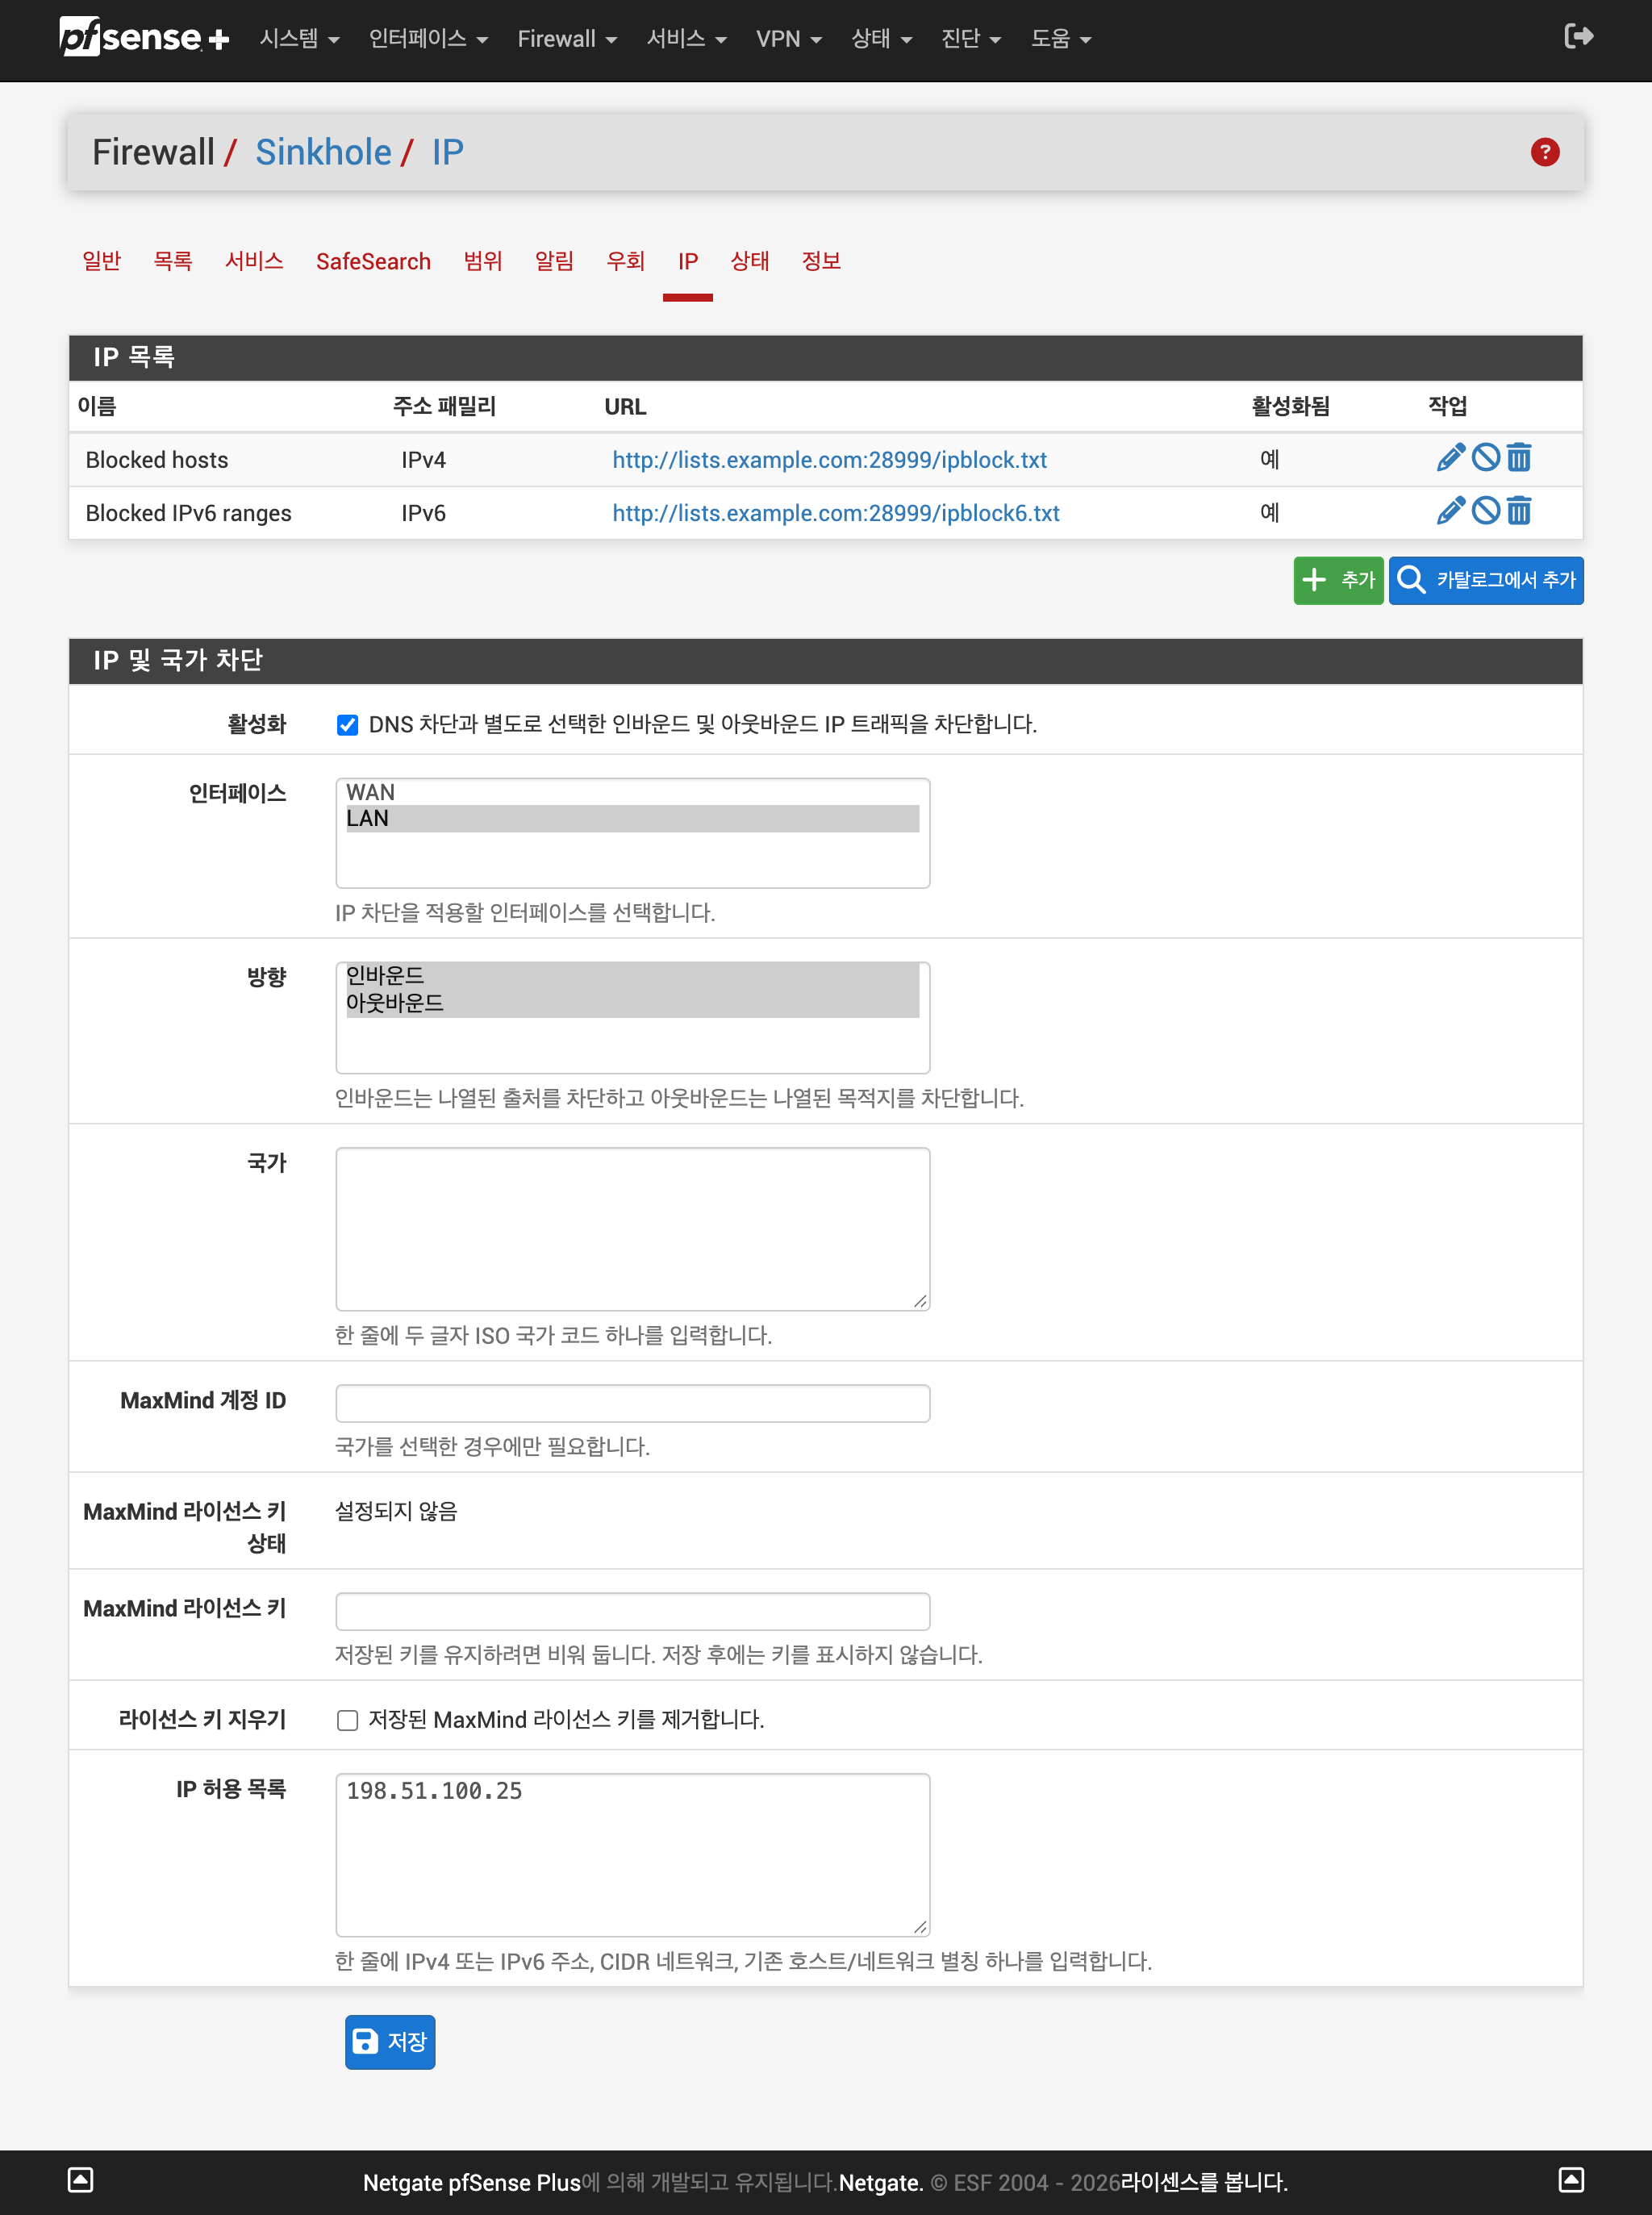 pfsense+ 시스템 인터페이스 Firewall 서비스 VPN 상태 진단 도움
Firewall / Sinkhole / IP
일반 목록 서비스 SafeSearch 범위 알림 우회 IP 상태 정보
IP 목록
이름 주소 패밀리 URL 활성화됨 작업
Blocked hosts IPv4 http://lists.example.com:28999/ipblock.txt 예
Blocked IPv6 ranges IPv6 http://lists.example.com:28999/ipblock6.txt 예
추가 카탈로그에서 추가
IP 및 국가 차단
활성화 DNS 차단과 별도로 선택한 인바운드 및 아웃바운드 IP 트래픽을 차단합니다.
인터페이스 WAN
LAN
IP 차단을 적용할 인터페이스를 선택합니다.
방향 인바운드
아웃바운드
인바운드는 나열된 출처를 차단하고 아웃바운드는 나열된 목적지를 차단합니다.
국가
한 줄에 두 글자 ISO 국가 코드 하나를 입력합니다.
MaxMind 계정 ID
국가를 선택한 경우에만 필요합니다.
MaxMind 라이선스 키 설정되지 않음
상태
MaxMind 라이선스 키
저장된 키를 유지하려면 비워 둡니다. 저장 후에는 키를 표시하지 않습니다.
라이선스 키 지우기 저장된 MaxMind 라이선스 키를 제거합니다.
IP 허용 목록 198.51.100.25
한 줄에 IPv4 또는 IPv6 주소, CIDR 네트워크, 기존 호스트/네트워크 별칭 하나를 입력합니다.
저장
Netgate pfSense Plus에 의해 개발되고 유지됩니다.Netgate. © ESF 2004 - 2026라이센스를 봅니다.